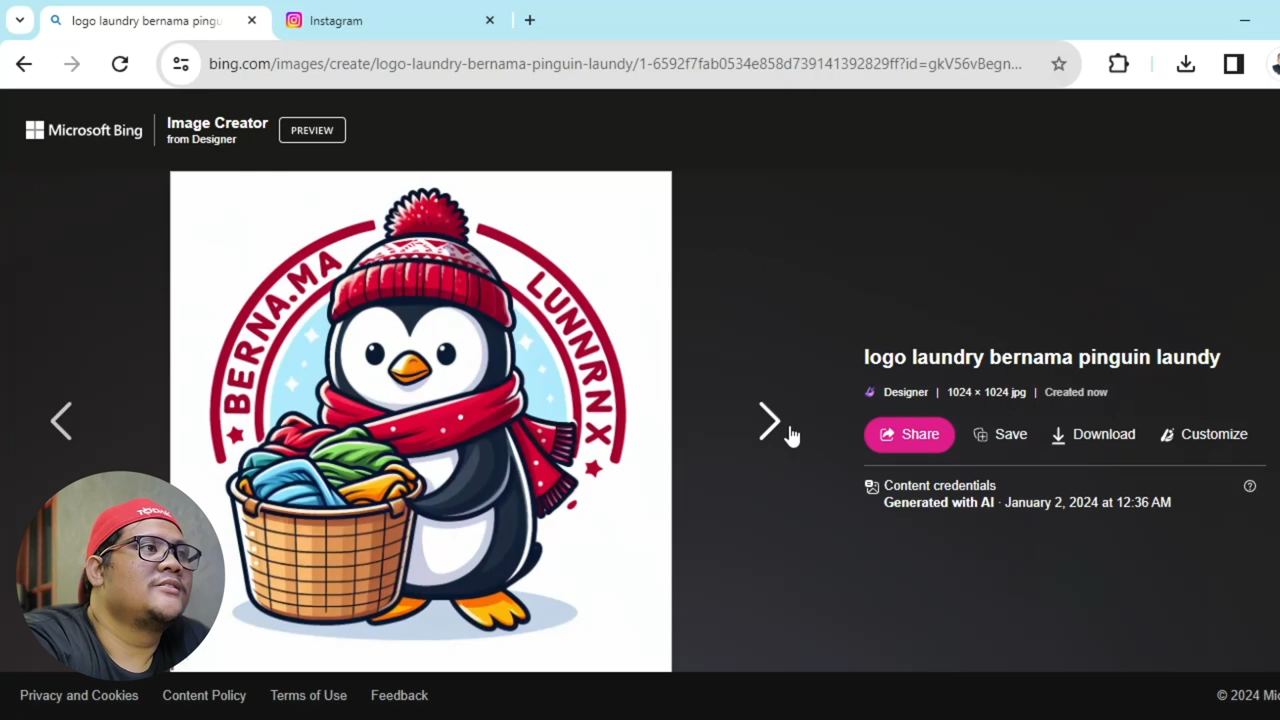 logo laundry bernama pingu
Instagram
bing.com/images/create/logo-laundry-bernama-pinguin-laundy/1-6592f7fab0534e858d739141392829ff?id=gkV56vBegn...
Microsoft Bing
Image Creator
from Designer
PREVIEW
BERNA.MA
LUNNRNX
logo laundry bernama pinguin laundy
Designer | 1024 × 1024 jpg | Created now
Share
Save
Download
Customize
Content credentials
Generated with AI · January 2, 2024 at 12:36 AM
Privacy and Cookies
Content Policy
Terms of Use
Feedback
© 2024 Mic